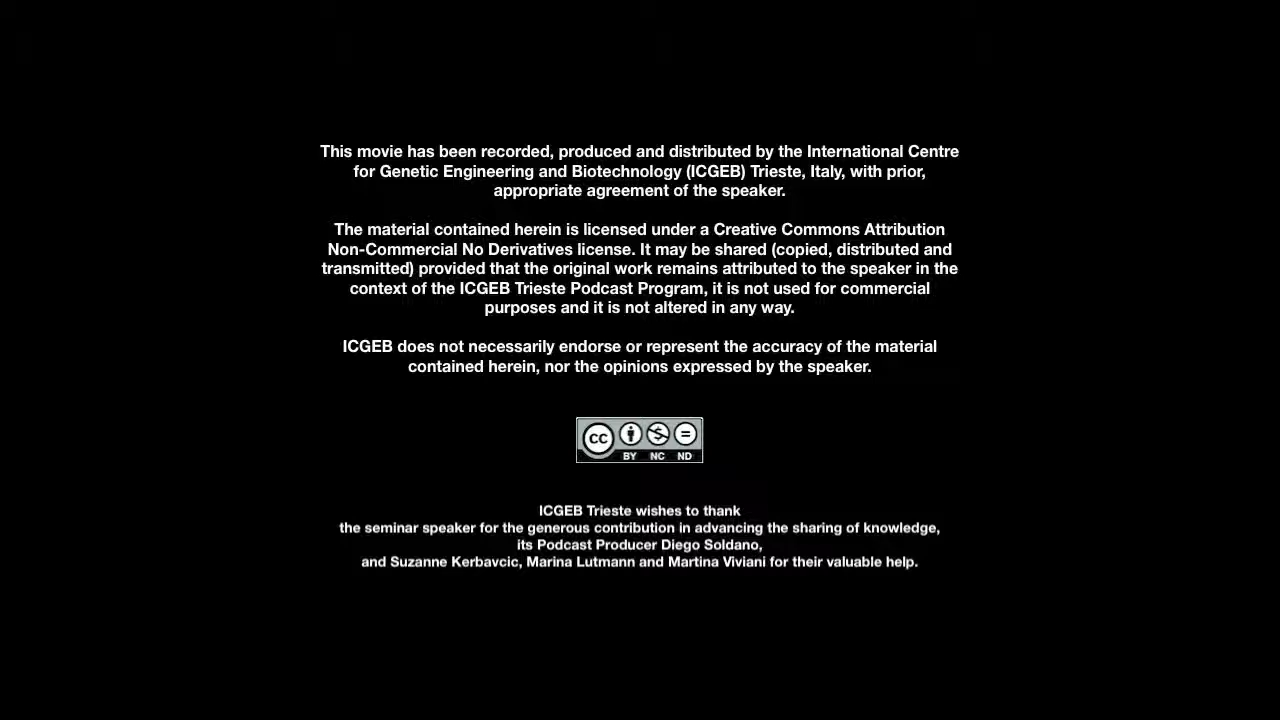 This movie has been recorded, produced and distributed by the International Centre
for Genetic Engineering and Biotechnology (ICGEB) Trieste, Italy, with prior,
appropriate agreement of the speaker.
The material contained herein is licensed under a Creative Commons Attribution
Non-Commercial No Derivatives license. It may be shared (copied, distributed and
transmitted) provided that the original work remains attributed to the speaker in the
context of the ICGEB Trieste Podcast Program, it is not used for commercial
purposes and it is not altered in any way.
ICGEB does not necessarily endorse or represent the accuracy of the material
contained herein, nor the opinions expressed by the speaker.
CC
BY NC ND
ICGEB Trieste wishes to thank
the seminar speaker for the generous contribution in advancing the sharing of knowledge,
its Podcast Producer Diego Soldano,
and Suzanne Kerbavcic, Marina Lutmann and Martina Viviani for their valuable help.